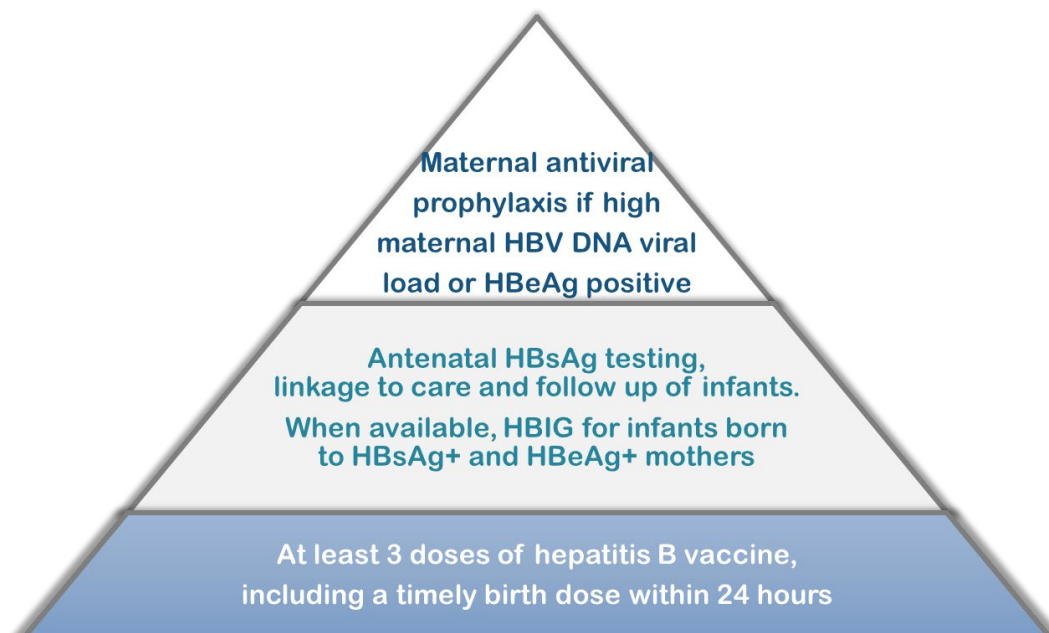 Maternal antiviral
prophylaxis if high
maternal HBV DNA viral
load or HBeAg positive
Antenatal HBsAg testing,
linkage to care and follow up of infants.
When available, HBIG for infants born
to HBsAg+ and HBeAg+ mothers
At least 3 doses of hepatitis B vaccine,
including a timely birth dose within 24 hours